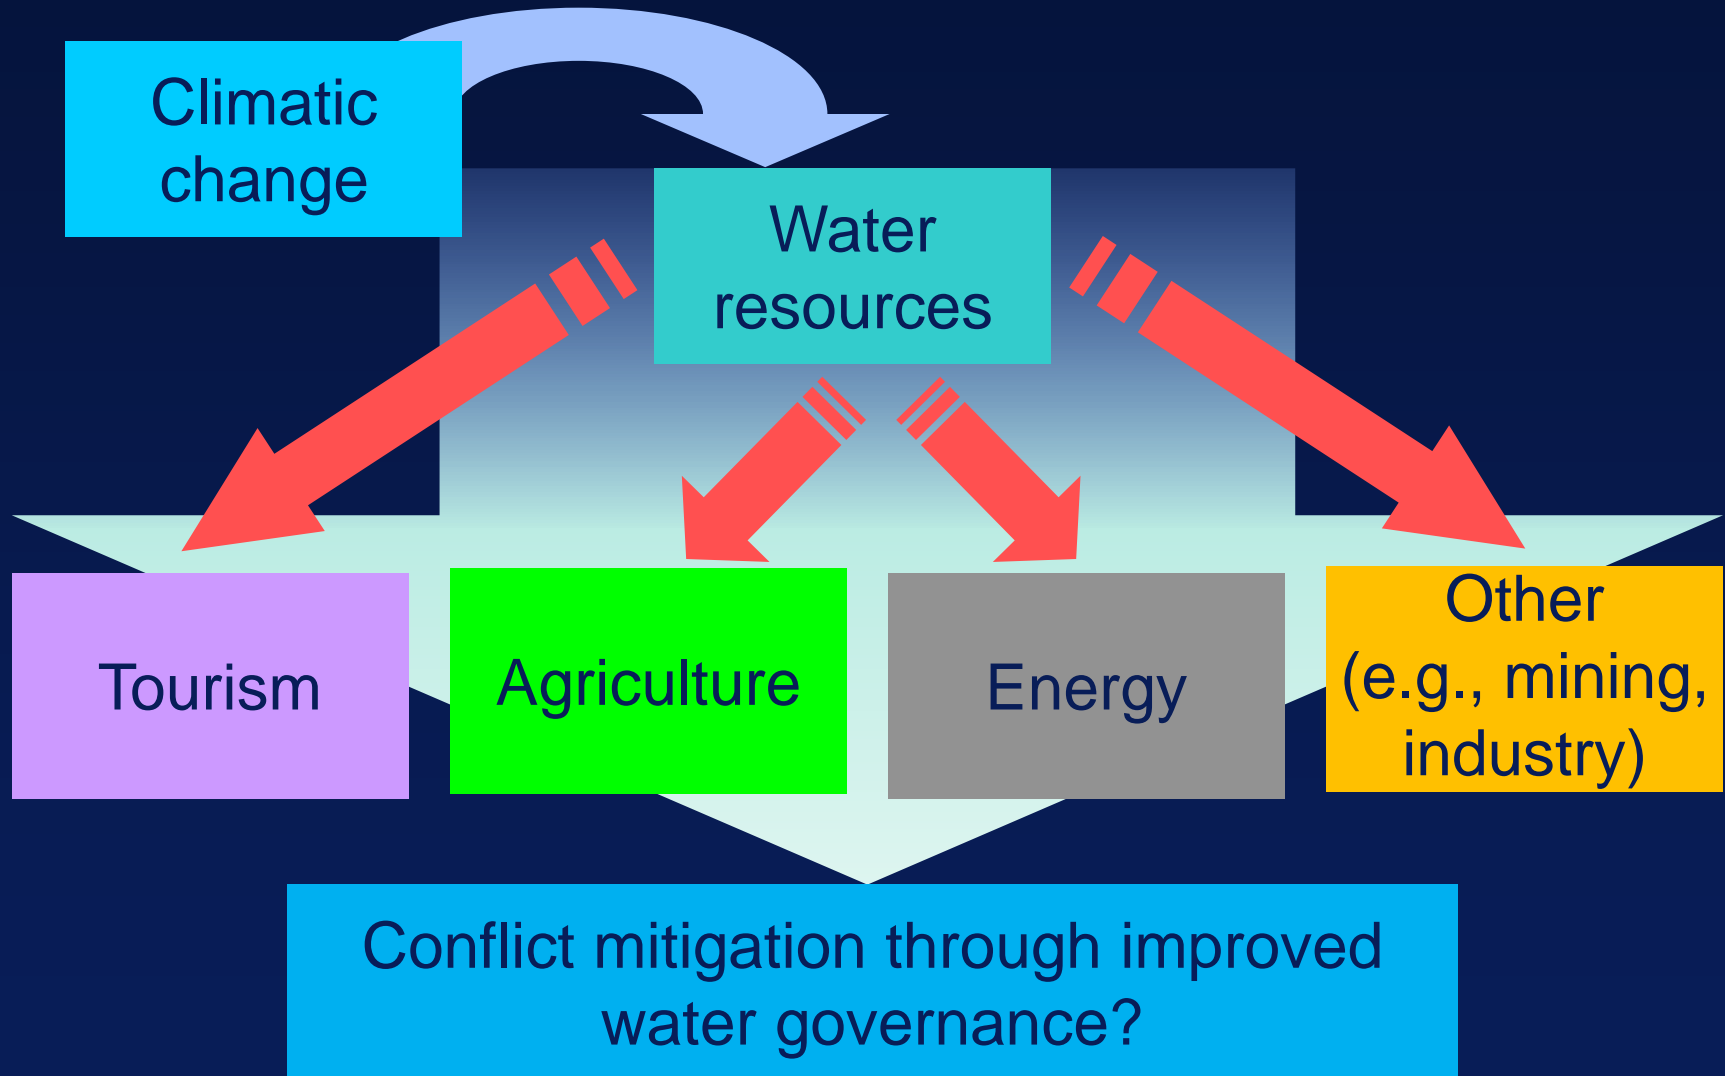 Climatic
change
Water
resources
Tourism
Agriculture
Energy
Other
(e.g., mining,
industry)
Conflict mitigation through improved
water governance?